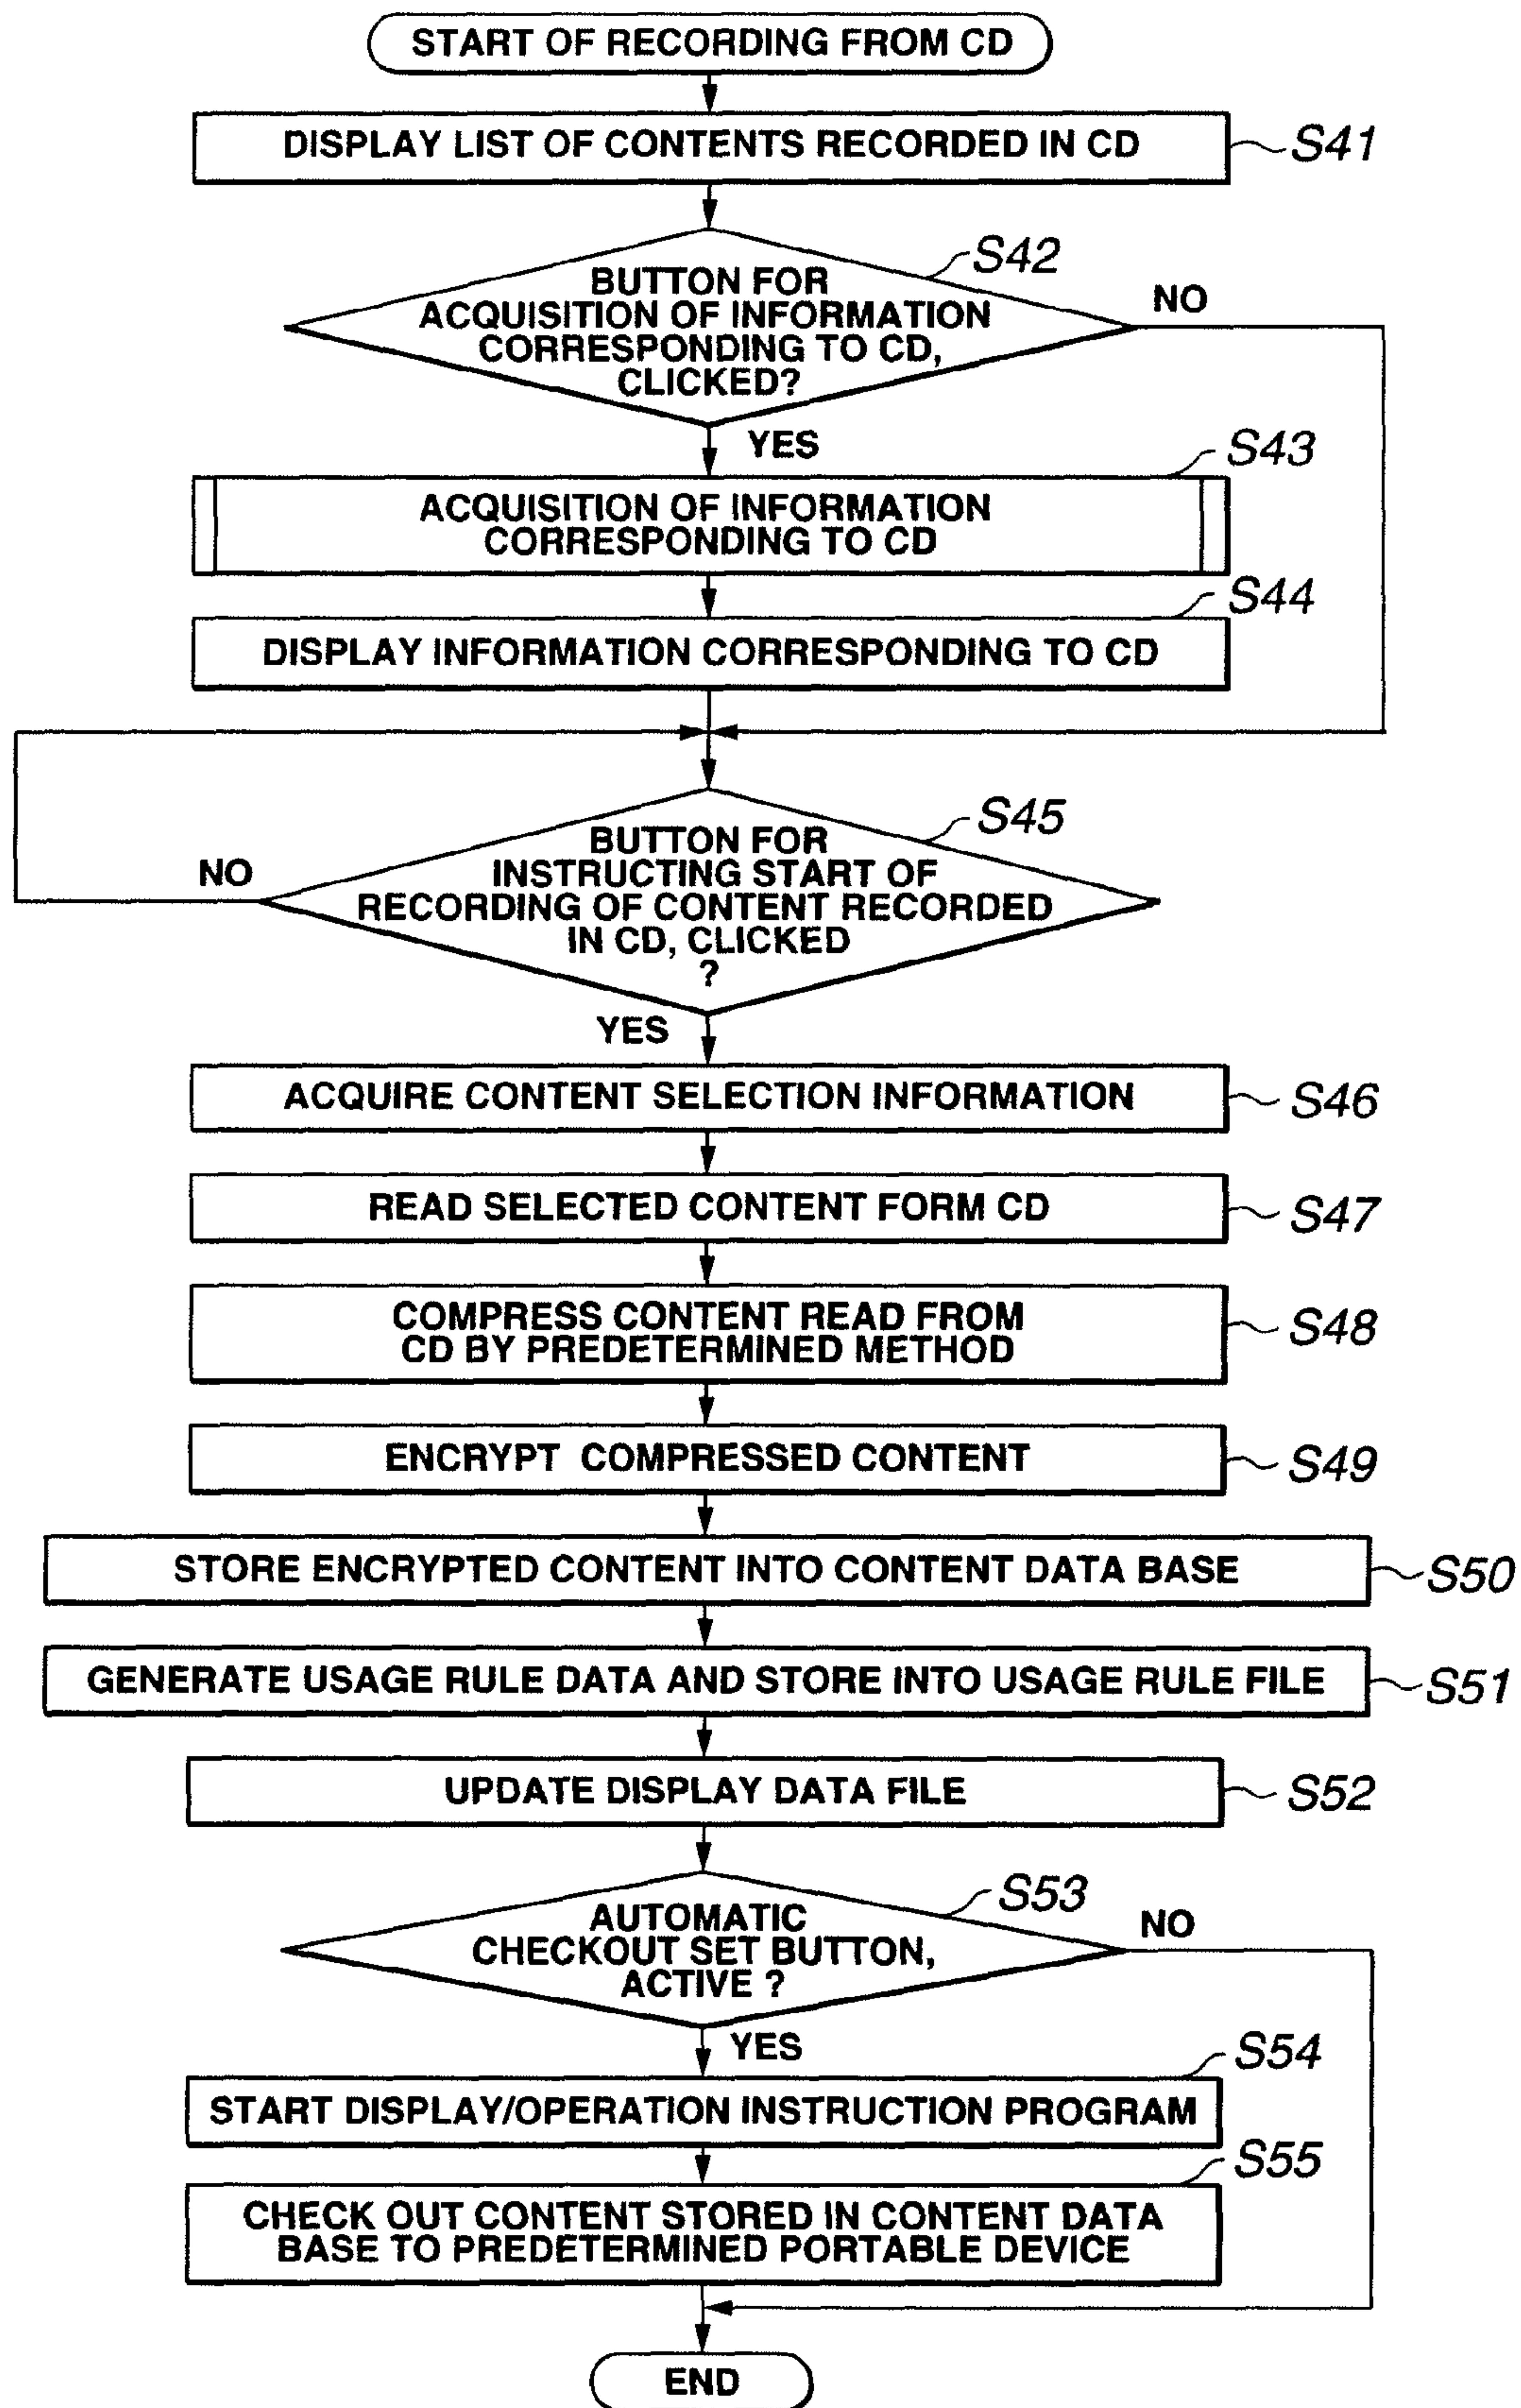 START OF RECORDING FROM CD
DISPLAY LIST OF CONTENTS RECORDED IN CD
S41
S42
BUTTON FOR
ACQUISITION OF INFORMATION
CORRESPONDING TO CD,
CLICKED?
NO
YES
S43
ACQUISITION OF INFORMATION
CORRESPONDING TO CD
S44
DISPLAY INFORMATION CORRESPONDING TO CD
S45
BUTTON FOR
INSTRUCTING START OF
RECORDING OF CONTENT RECORDED
IN CD, CLICKED
?
NO
YES
ACQUIRE CONTENT SELECTION INFORMATION
S46
READ SELECTED CONTENT FORM CD
S47
COMPRESS CONTENT READ FROM
CD BY PREDETERMINED METHOD
S48
ENCRYPT COMPRESSED CONTENT
S49
STORE ENCRYPTED CONTENT INTO CONTENT DATA BASE
S50
GENERATE USAGE RULE DATA AND STORE INTO USAGE RULE FILE
S51
UPDATE DISPLAY DATA FILE
S52
S53
AUTOMATIC
CHECKOUT SET BUTTON,
ACTIVE ?
NO
YES
S54
START DISPLAY/OPERATION INSTRUCTION PROGRAM
S55
CHECK OUT CONTENT STORED IN CONTENT DATA
BASE TO PREDETERMINED PORTABLE DEVICE
END